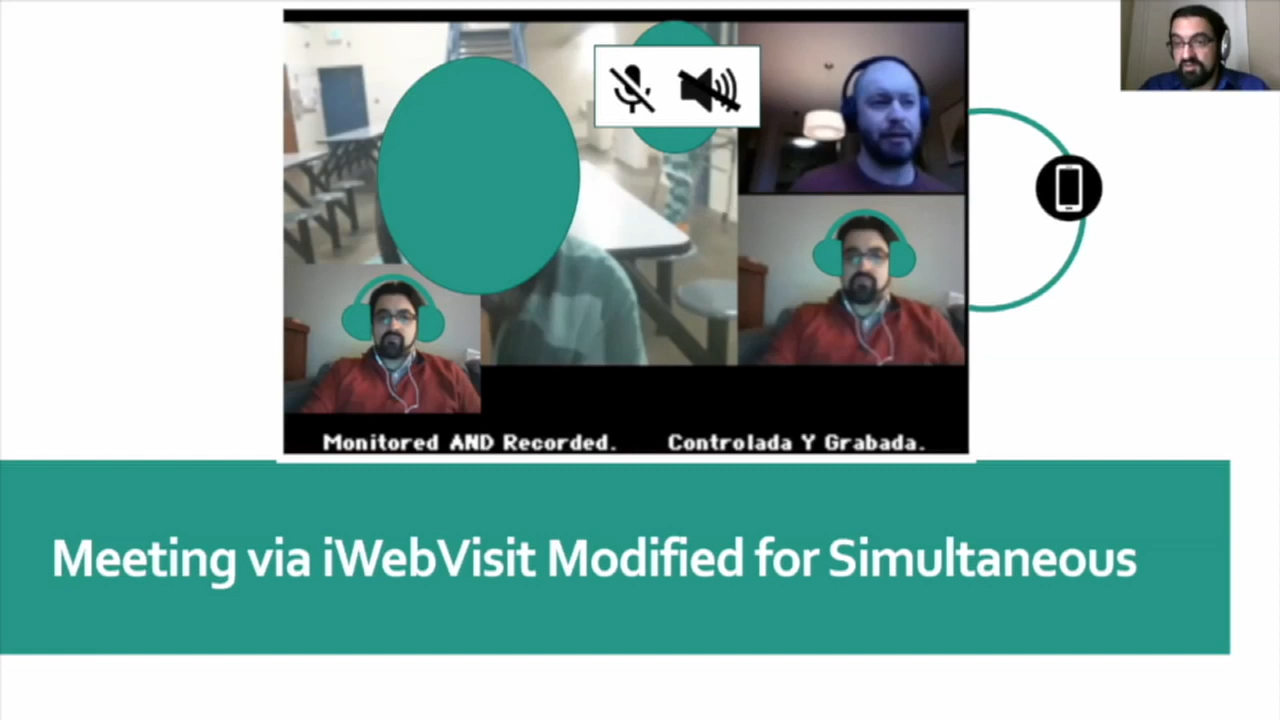 Monitored AND Recorded. Controlada Y Grabada.
Meeting via iWebVisit Modified for Simultaneous